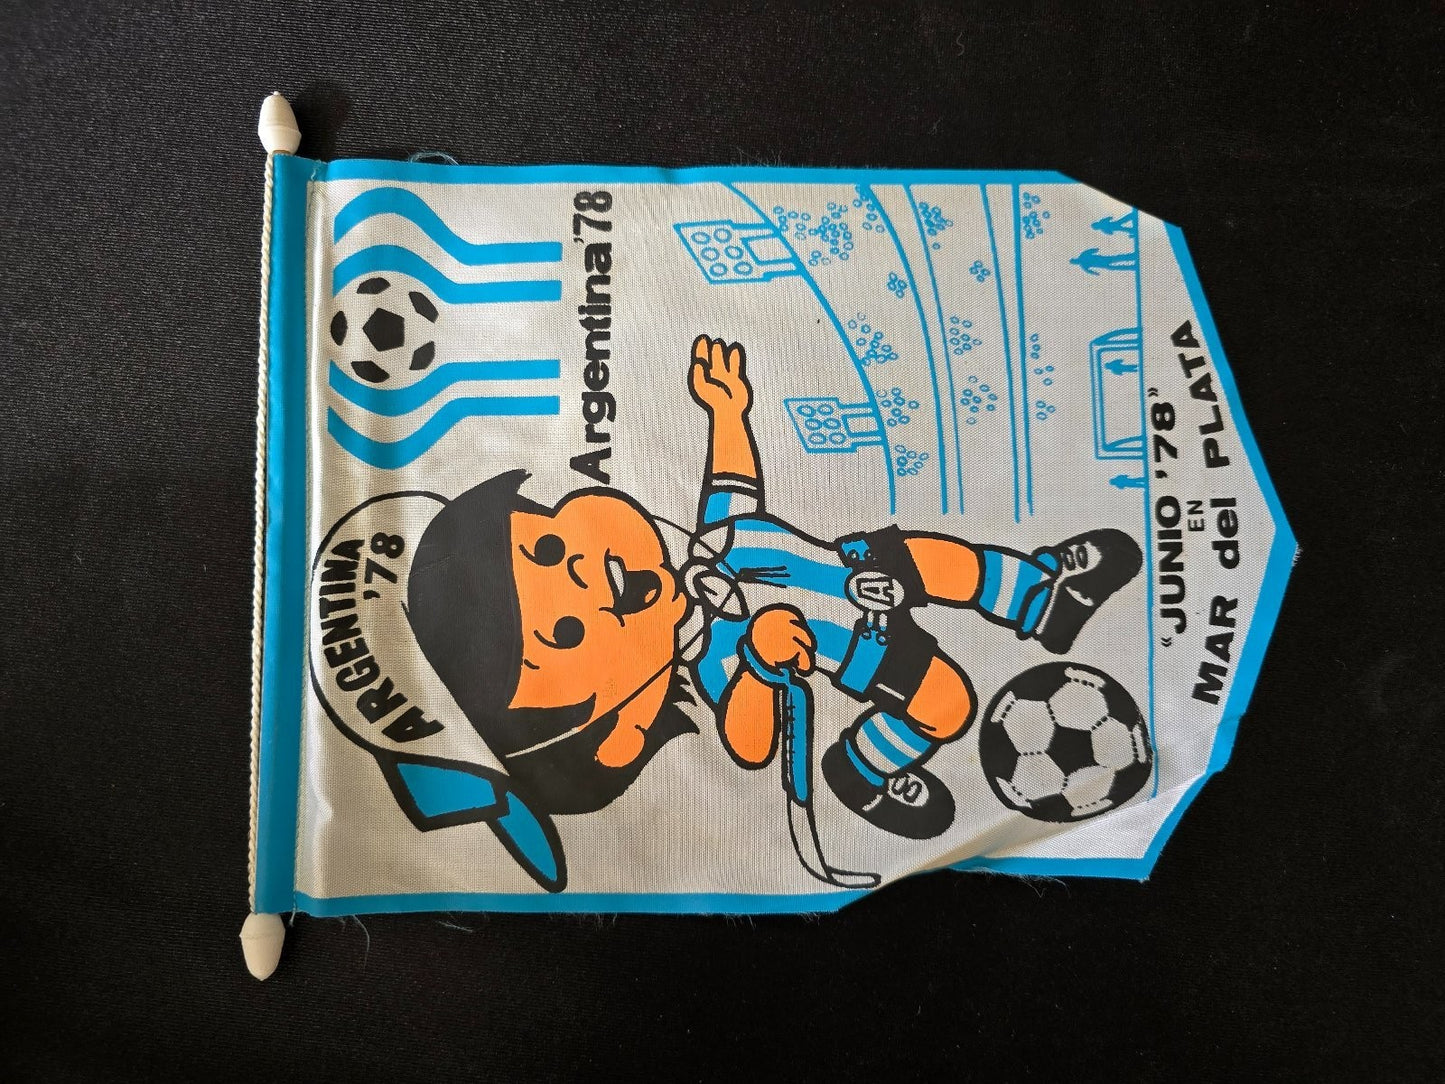 Argentina'78
ARGENTINA
'78
A
"JUNIO '78"
EN
MAR del PLATA